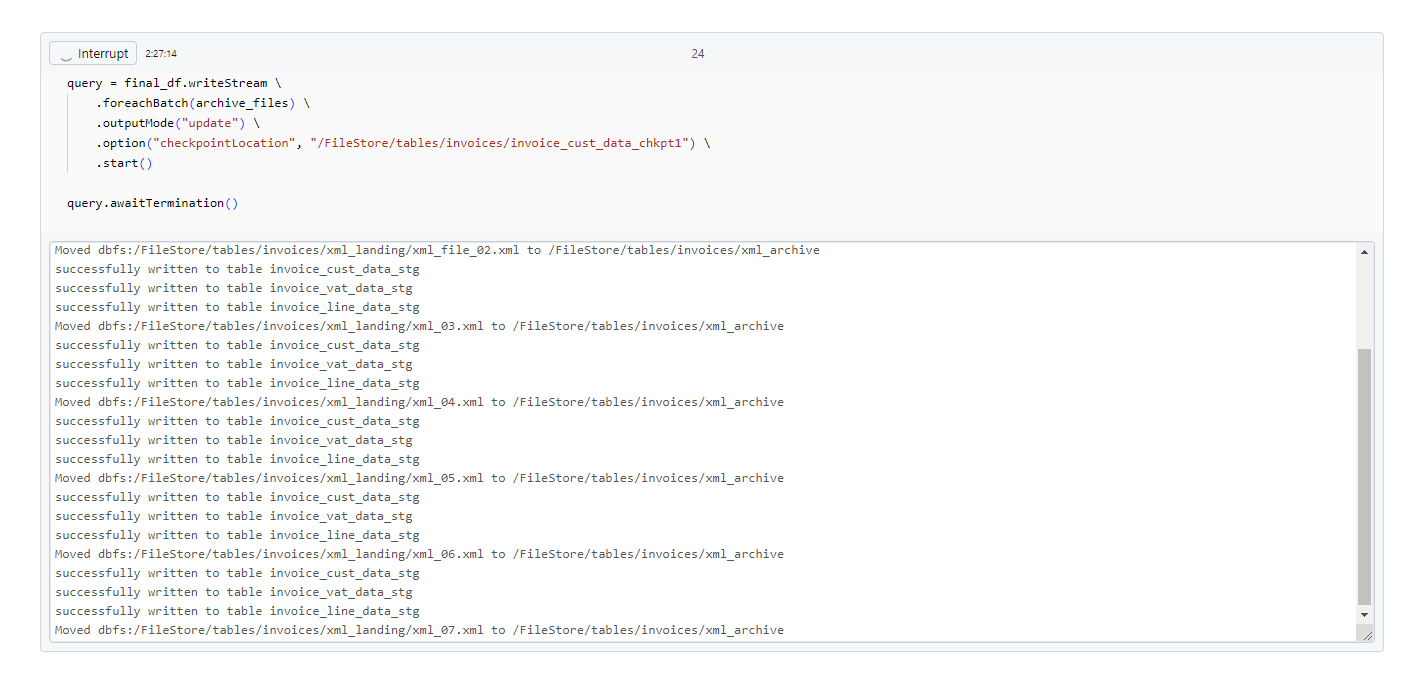 Interrupt 2:27:14 24
query = final_df.writeStream \
.foreachBatch(archive_files) \
.outputMode("update") \
.option("checkpointLocation", "/FileStore/tables/invoices/invoice_cust_data_chkpt1") \
.start()
query.awaitTermination()
Moved dbfs:/FileStore/tables/invoices/xml_landing/xml_file_02.xml to /FileStore/tables/invoices/xml_archive
successfully written to table invoice_cust_data_stg
successfully written to table invoice_vat_data_stg
successfully written to table invoice_line_data_stg
Moved dbfs:/FileStore/tables/invoices/xml_landing/xml_03.xml to /FileStore/tables/invoices/xml_archive
successfully written to table invoice_cust_data_stg
successfully written to table invoice_vat_data_stg
successfully written to table invoice_line_data_stg
Moved dbfs:/FileStore/tables/invoices/xml_landing/xml_04.xml to /FileStore/tables/invoices/xml_archive
successfully written to table invoice_cust_data_stg
successfully written to table invoice_vat_data_stg
successfully written to table invoice_line_data_stg
Moved dbfs:/FileStore/tables/invoices/xml_landing/xml_05.xml to /FileStore/tables/invoices/xml_archive
successfully written to table invoice_cust_data_stg
successfully written to table invoice_vat_data_stg
successfully written to table invoice_line_data_stg
Moved dbfs:/FileStore/tables/invoices/xml_landing/xml_06.xml to /FileStore/tables/invoices/xml_archive
successfully written to table invoice_cust_data_stg
successfully written to table invoice_vat_data_stg
successfully written to table invoice_line_data_stg
Moved dbfs:/FileStore/tables/invoices/xml_landing/xml_07.xml to /FileStore/tables/invoices/xml_archive